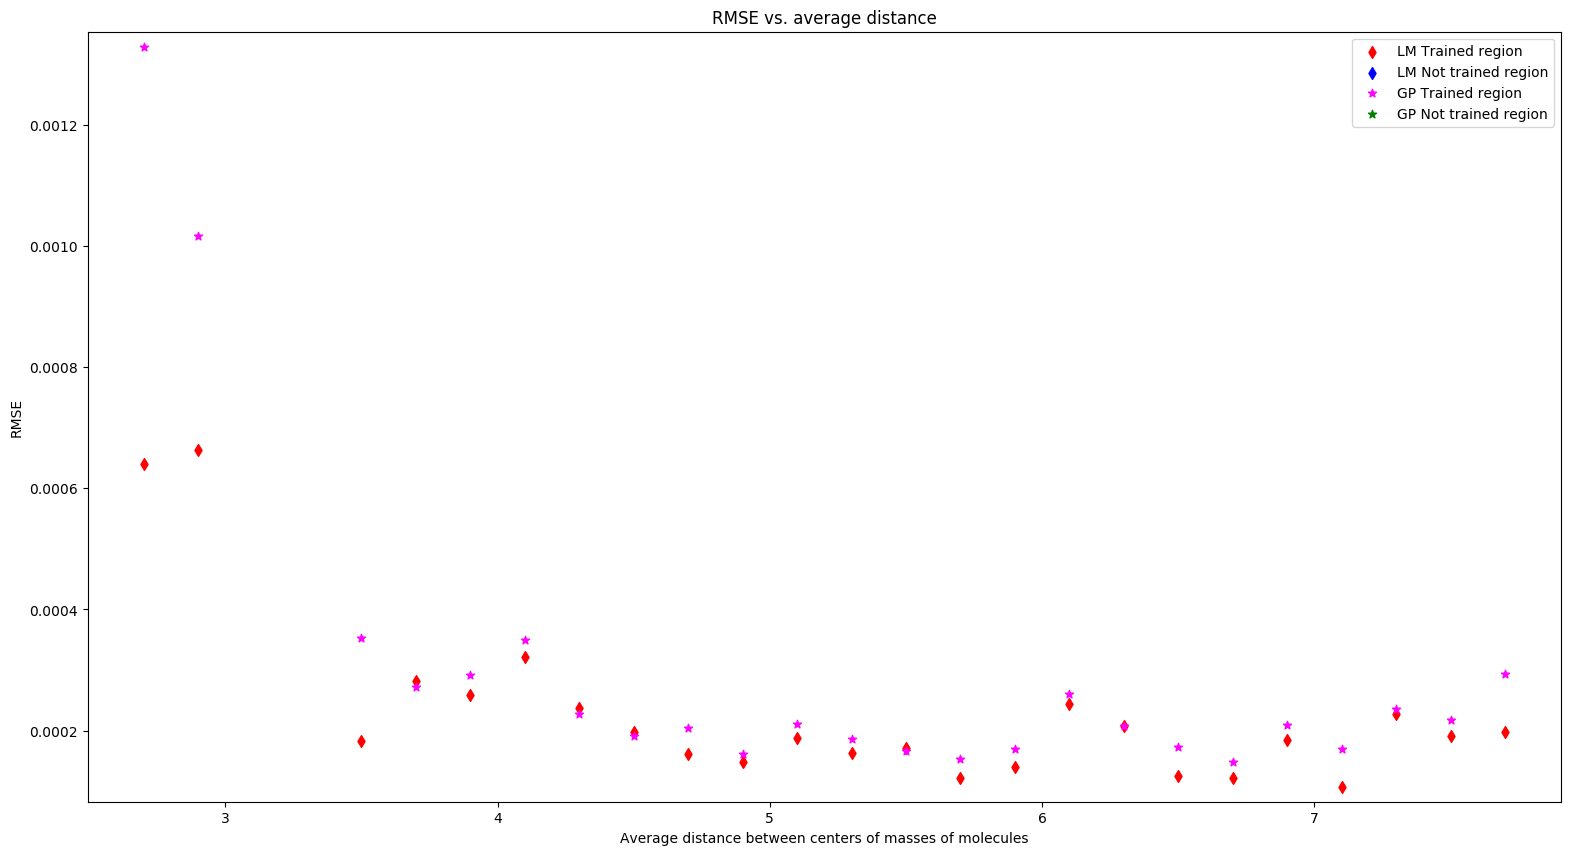 RMSE vs. average distance
LM Trained region
LM Not trained region
GP Trained region
GP Not trained region
0.0012
0.0010
0.0008
0.0006
0.0004
0.0002
RMSE
3 4 5 6 7
Average distance between centers of masses of molecules